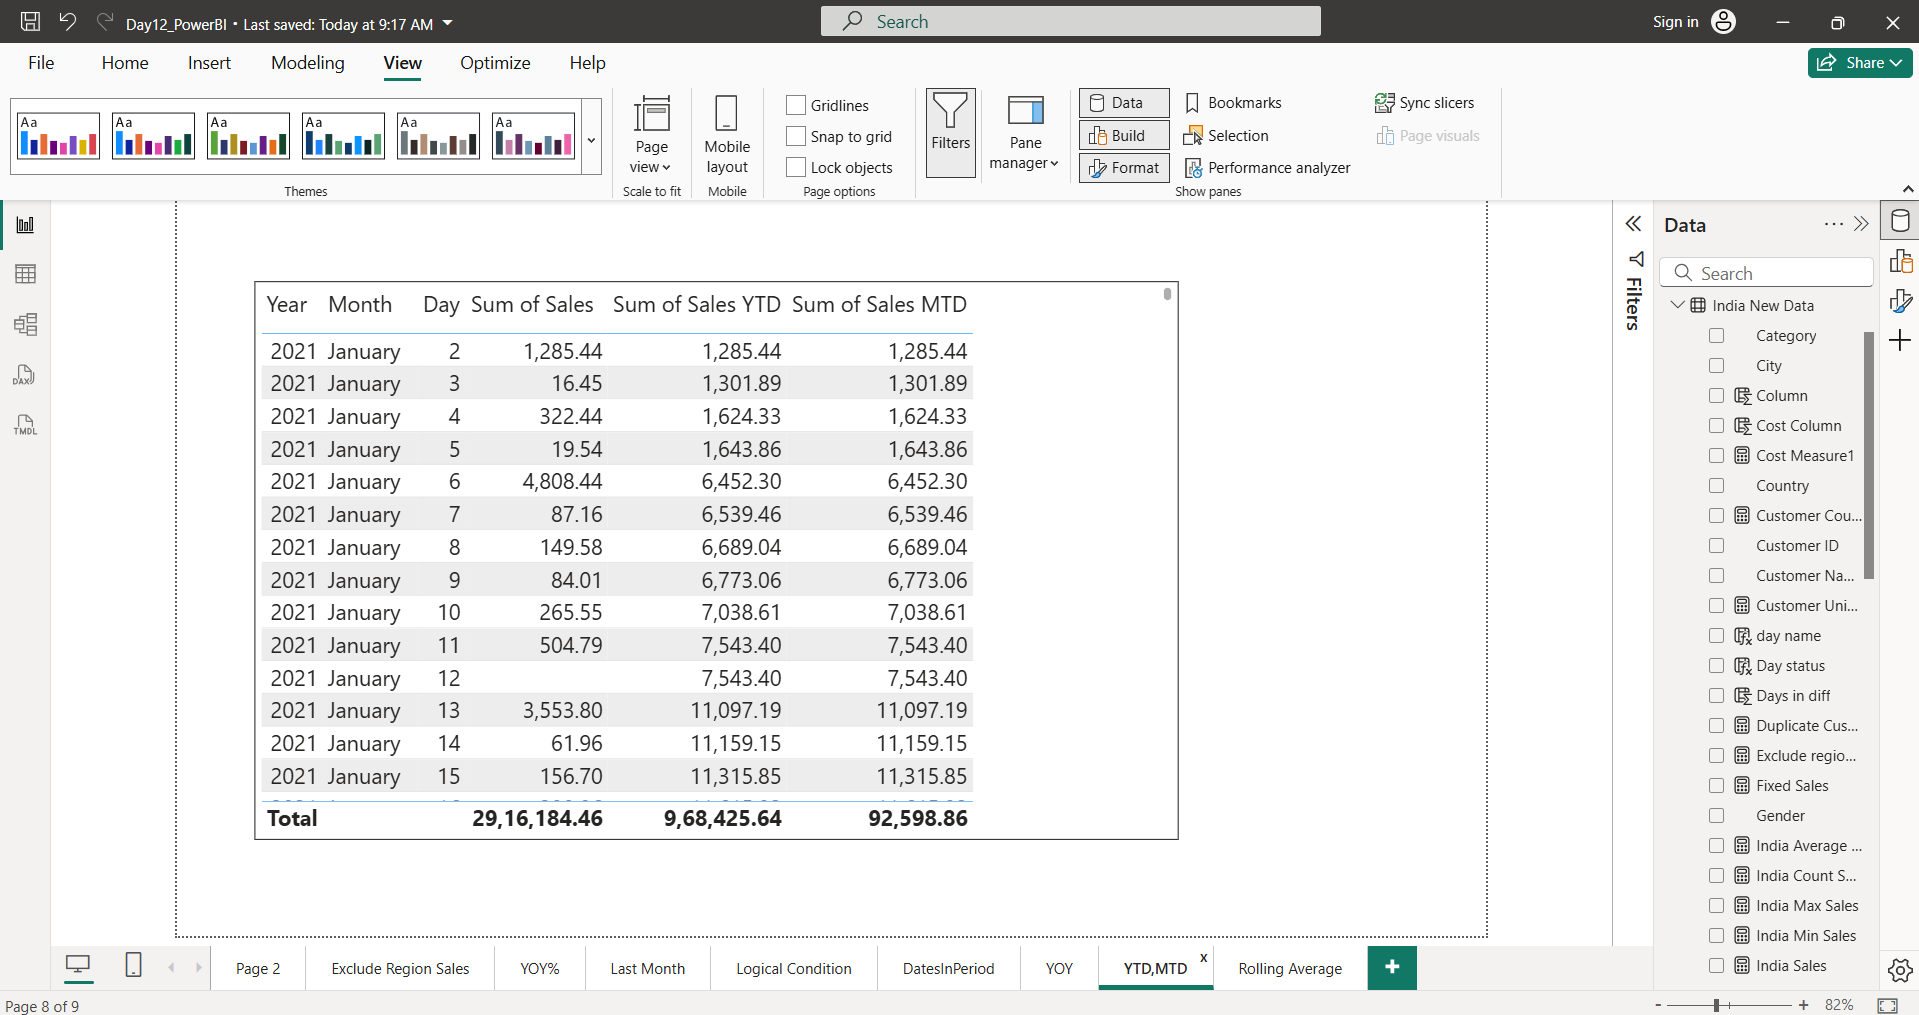 Day12_PowerBI • Last saved: Today at 9:17 AM
Search
Sign in
File Home Insert Modeling View Optimize Help
Share
Aa Aa Aa Aa Aa Aa
Themes
Page view
Scale to fit
Mobile layout
Mobile
Gridlines
Snap to grid
Lock objects
Page options
Filters
Pane manager
Data
Build
Format
Bookmarks
Selection
Performance analyzer
Sync slicers
Page visuals
Show panes
DAX
TMDL
Year Month Day Sum of Sales Sum of Sales YTD Sum of Sales MTD
2021 January 2 1,285.44 1,285.44 1,285.44
2021 January 3 16.45 1,301.89 1,301.89
2021 January 4 322.44 1,624.33 1,624.33
2021 January 5 19.54 1,643.86 1,643.86
2021 January 6 4,808.44 6,452.30 6,452.30
2021 January 7 87.16 6,539.46 6,539.46
2021 January 8 149.58 6,689.04 6,689.04
2021 January 9 84.01 6,773.06 6,773.06
2021 January 10 265.55 7,038.61 7,038.61
2021 January 11 504.79 7,543.40 7,543.40
2021 January 12 7,543.40 7,543.40
2021 January 13 3,553.80 11,097.19 11,097.19
2021 January 14 61.96 11,159.15 11,159.15
2021 January 15 156.70 11,315.85 11,315.85
Total 29,16,184.46 9,68,425.64 92,598.86
Filters
Data
Search
India New Data
Category
City
Column
Cost Column
Cost Measure1
Country
Customer Cou...
Customer ID
Customer Na...
Customer Uni...
day name
Day status
Days in diff
Duplicate Cus...
Exclude regio...
Fixed Sales
Gender
India Average ...
India Count S...
India Max Sales
India Min Sales
India Sales
Page 2 Exclude Region Sales YOY% Last Month Logical Condition DatesInPeriod YOY YTD,MTD x Rolling Average +
Page 8 of 9
- + 82%